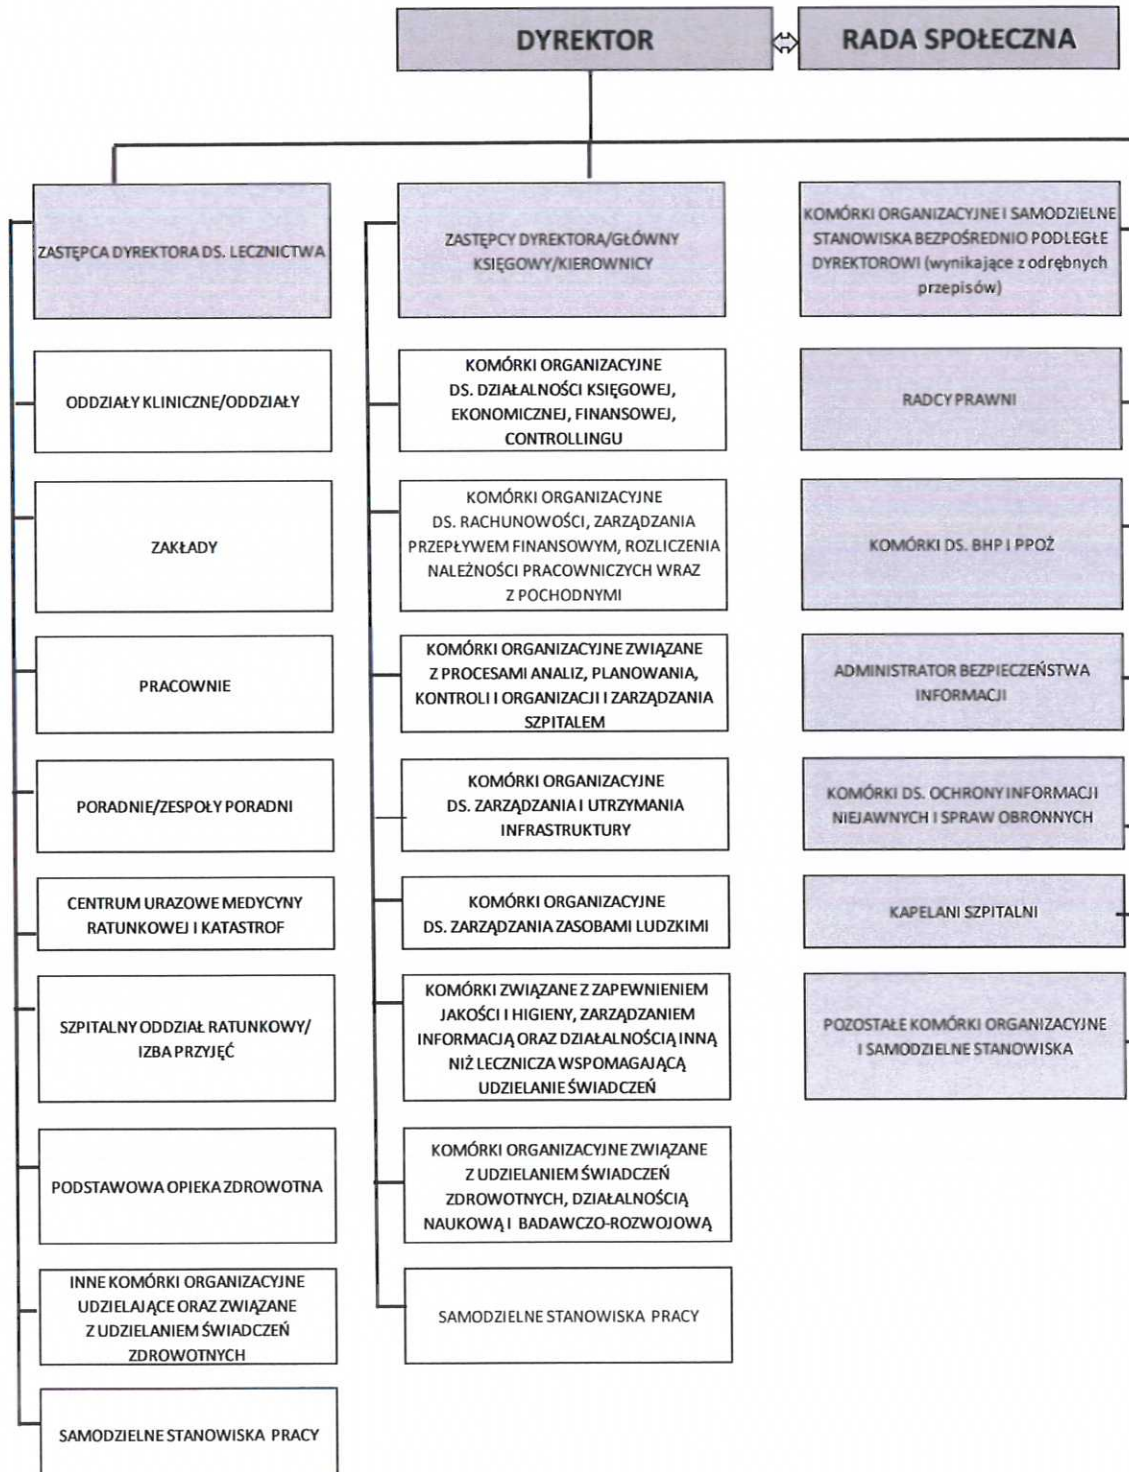 DYREKTOR
RADA SPOŁECZNA
ZASTĘPCA DYREKTORA DS. LECZNICTWA
ODDZIAŁY KLINICZNE/ODDZIAŁY
ZAKŁADY
PRACOWNIE
PORADNIE/ZESPOŁY PORADNI
CENTRUM URAZOWE MEDYCYNY
RATUNKOWEJ I KATASTROF
SZPITALNY ODDZIAŁ RATUNKOWY/
IZBA PRZYJĘĆ
PODSTAWOWA OPIEKA ZDROWOTNA
INNE KOMÓRKI ORGANIZACYJNE
UDZIELAJĄCE ORAZ ZWIĄZANE
Z UDZIELANIEM ŚWIADCZEŃ
ZDROWOTNYCH
SAMODZIELNE STANOWISKA PRACY
ZASTĘPCY DYREKTORA/GŁÓWNY
KSIĘGOWY/KIEROWNICY
KOMÓRKI ORGANIZACYJNE
DS. DZIAŁALNOŚCI KSIĘGOWEJ,
EKONOMICZNEJ, FINANSOWEJ,
CONTROLLINGU
KOMÓRKI ORGANIZACYJNE
DS. RACHUNOWOŚCI, ZARZĄDZANIA
PRZEPŁYWEM FINANSOWYM, ROZLICZENIA
NALEŻNOŚCI PRACOWNICZYCH WRAZ
Z POCHODNYMI
KOMÓRKI ORGANIZACYJNE ZWIĄZANE
Z PROCESAMI ANALIZ, PLANOWANIA,
KONTROLI I ORGANIZACJI I ZARZĄDZANIA
SZPITALEM
KOMÓRKI ORGANIZACYJNE
DS. ZARZĄDZANIA I UTRZYMANIA
INFRASTRUKTURY
KOMÓRKI ORGANIZACYJNE
DS. ZARZĄDZANIA ZASOBAMI LUDZKIMI
KOMÓRKI ZWIĄZANE Z ZAPEWNIENIEM
JAKOŚCI I HIGIENY, ZARZĄDZANIEM
INFORMACJĄ ORAZ DZIAŁALNOŚCIĄ INNĄ
NIŻ LECZNICZA WSPOMAGAJĄCĄ
UDZIELANIE ŚWIADCZEŃ
KOMÓRKI ORGANIZACYJNE ZWIĄZANE
Z UDZIELANIEM ŚWIADCZEŃ
ZDROWOTNYCH, DZIAŁALNOŚCIĄ
NAUKOWĄ I BADAWCZO-ROZWOJOWĄ
SAMODZIELNE STANOWISKA PRACY
KOMÓRKI ORGANIZACYJNE I SAMODZIELNE
STANOWISKA BEZPOŚREDNIO PODLEGŁE
DYREKTOROWI (wynikające z odrębnych
przepisów)
RADCY PRAWNI
KOMÓRKI DS. BHP I PPOŻ
ADMINISTRATOR BEZPIECZEŃSTWA
INFORMACJI
KOMÓRKI DS. OCHRONY INFORMACJI
NIEJAWNYCH I SPRAW OBRONNYCH
KAPELANI SZPITALNI
POZOSTAŁE KOMÓRKI ORGANIZACYJNE
I SAMODZIELNE STANOWISKA